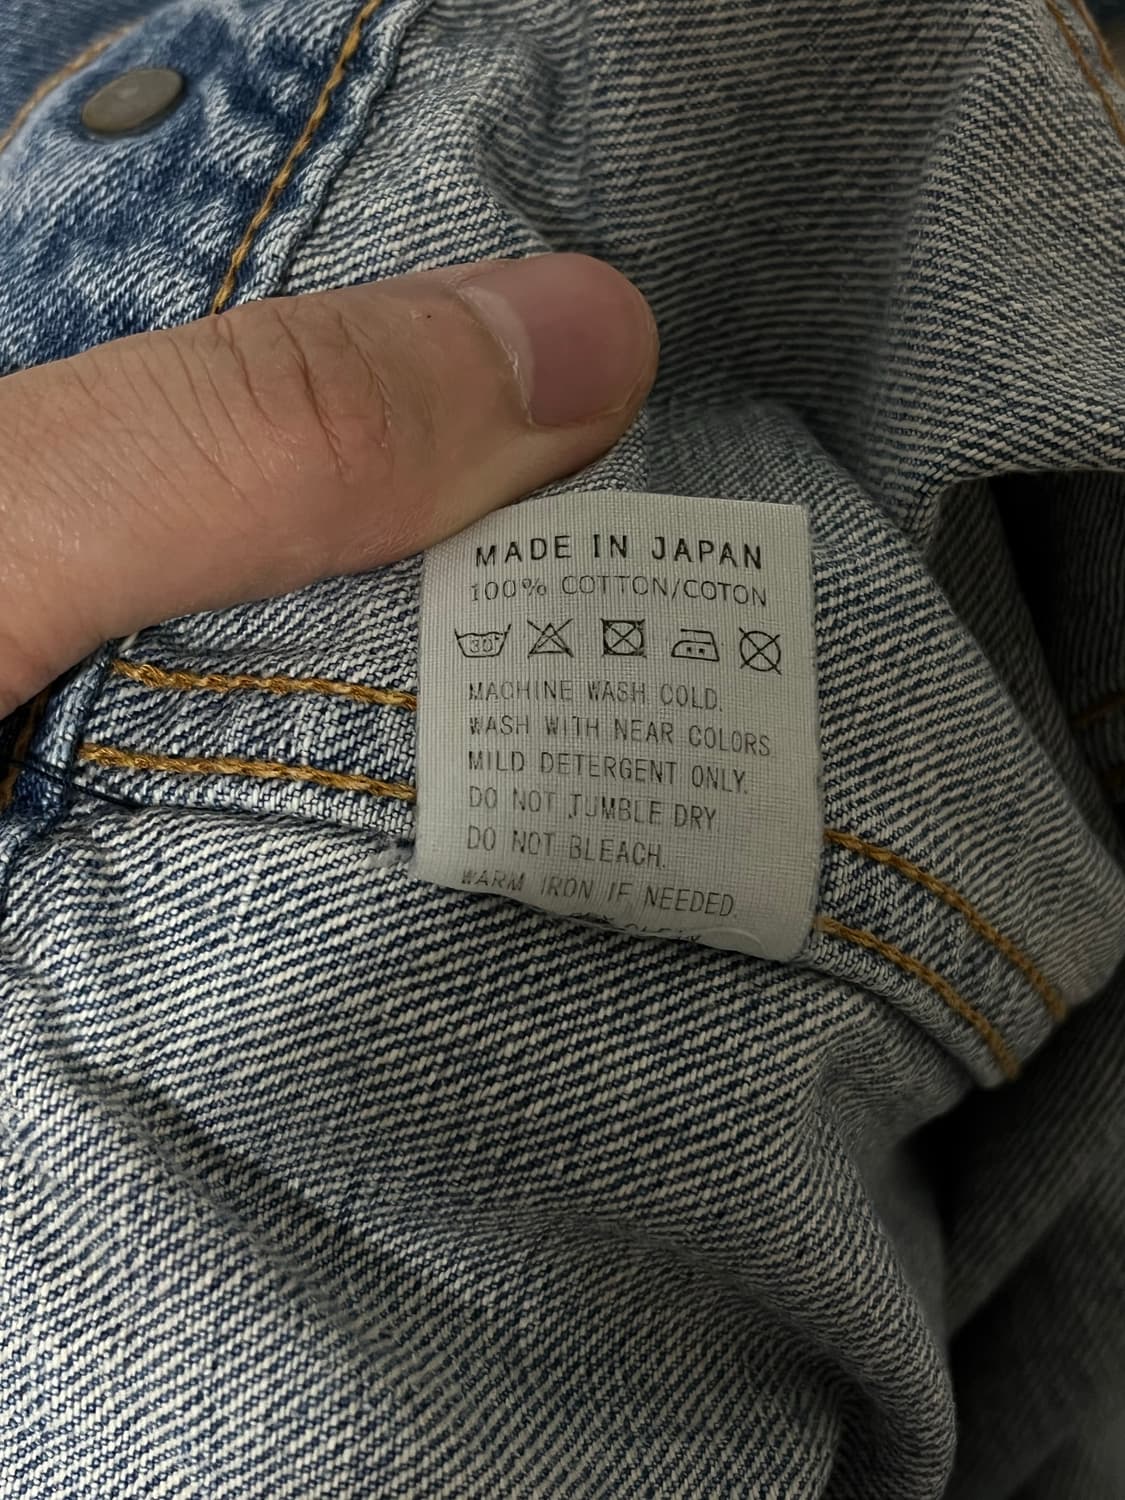 MADE IN JAPAN
100% COTTON/COTON
30
MACHINE WASH COLD.
WASH WITH NEAR COLORS.
MILD DETERGENT ONLY.
DO NOT TUMBLE DRY.
DO NOT BLEACH.
WARM IRON IF NEEDED.